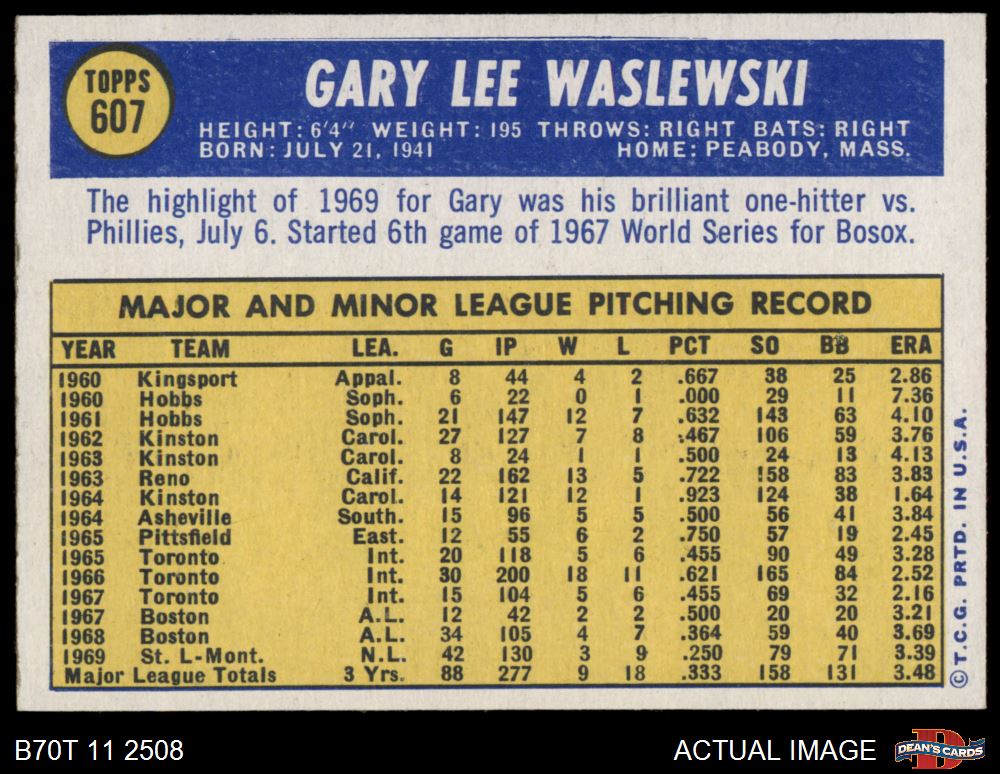 TOPPS
607
GARY LEE WASLEWSKI
HEIGHT: 6'4" WEIGHT: 195 THROWS: RIGHT BATS: RIGHT
BORN: JULY 21, 1941 HOME: PEABODY, MASS.
The highlight of 1969 for Gary was his brilliant one-hitter vs.
Phillies, July 6. Started 6th game of 1967 World Series for Bosox.
MAJOR AND MINOR LEAGUE PITCHING RECORD
YEAR TEAM LEA. G IP W L PCT SO BB ERA
1960 Kingsport Appal. 8 44 4 2 .667 38 25 2.86
1960 Hobbs Soph. 6 22 0 1 .000 29 11 7.36
1961 Hobbs Soph. 21 147 12 7 .632 143 63 4.10
1962 Kinston Carol. 27 127 7 8 .467 106 59 3.76
1963 Kinston Carol. 8 24 1 1 .500 24 13 4.13
1963 Reno Calif. 22 162 13 5 .722 158 83 3.83
1964 Kinston Carol. 14 121 12 1 .923 124 38 1.64
1964 Asheville South. 15 96 5 5 .500 56 41 3.84
1965 Pittsfield East. 12 55 6 2 .750 57 19 2.45
1965 Toronto Int. 20 118 5 6 .455 90 49 3.28
1966 Toronto Int. 30 200 18 11 .621 165 84 2.52
1967 Toronto Int. 15 104 5 6 .455 69 32 2.16
1967 Boston A.L. 12 42 2 2 .500 20 20 3.21
1968 Boston A.L. 34 105 4 7 .364 59 40 3.69
1969 St. L-Mont. N.L. 42 130 3 9 .250 79 71 3.39
Major League Totals 3 Yrs. 88 277 9 18 .333 158 131 3.48
© T.C.G. PRTD. IN U.S.A.
B70T 11 2508 ACTUAL IMAGE
D
DEAN'S CARDS